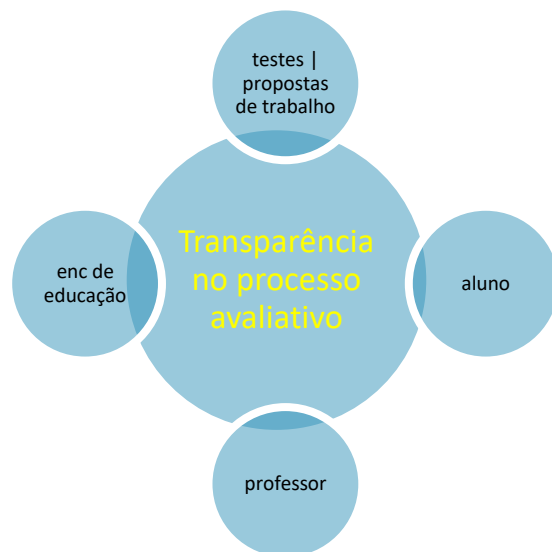 testes |
propostas
de trabalho
Transparência
no processo
avaliativo
enc de
educação
aluno
professor